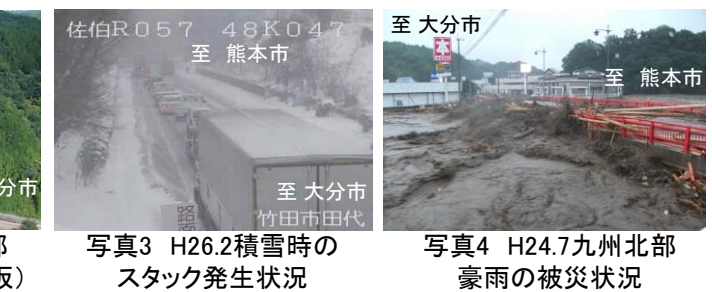 分市
部
坂）
佐伯R057 48K047
至 熊本市
至 大分市
竹田市田代
写真3 H26.2積雪時の
スタック発生状況
至 大分市
本
至 熊本市
写真4 H24.7九州北部
豪雨の被災状況